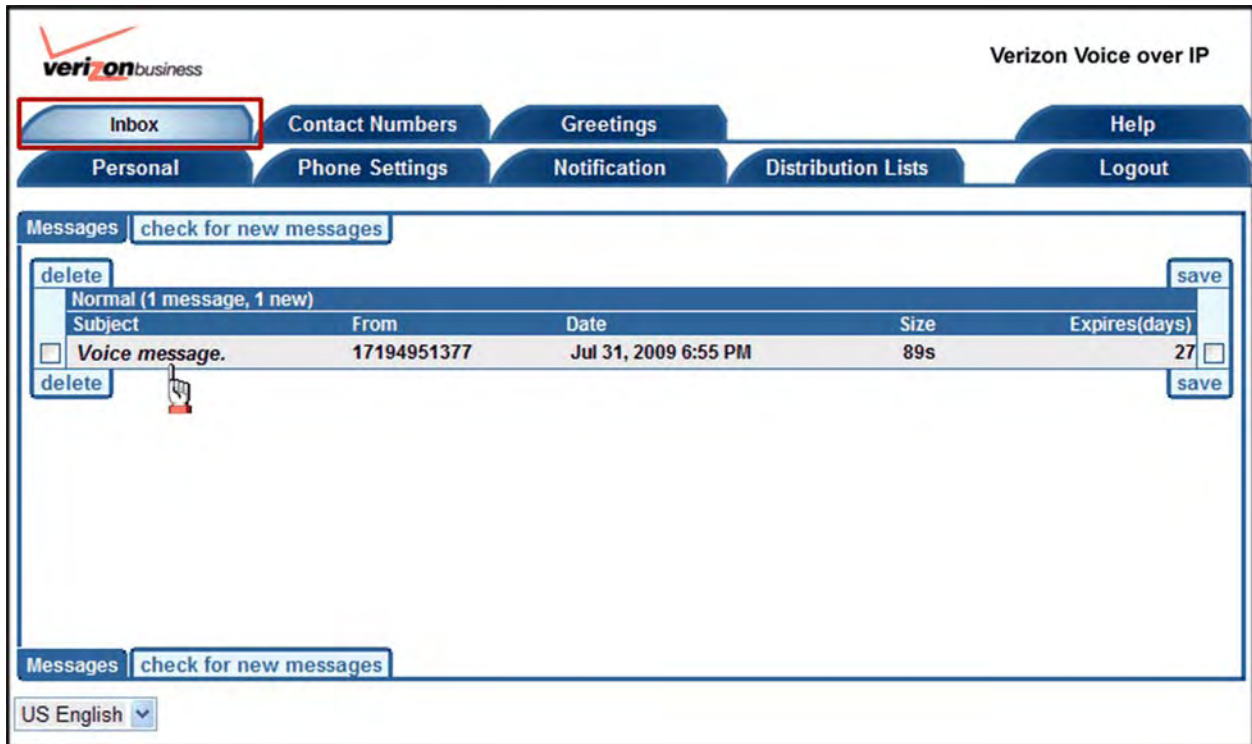 verizonbusiness
Verizon Voice over IP
Inbox Contact Numbers Greetings Help
Personal Phone Settings Notification Distribution Lists Logout
Messages check for new messages
delete save
Normal (1 message, 1 new)
Subject From Date Size Expires(days)
Voice message. 17194951377 Jul 31, 2009 6:55 PM 89s 27
delete save
Messages check for new messages
US English